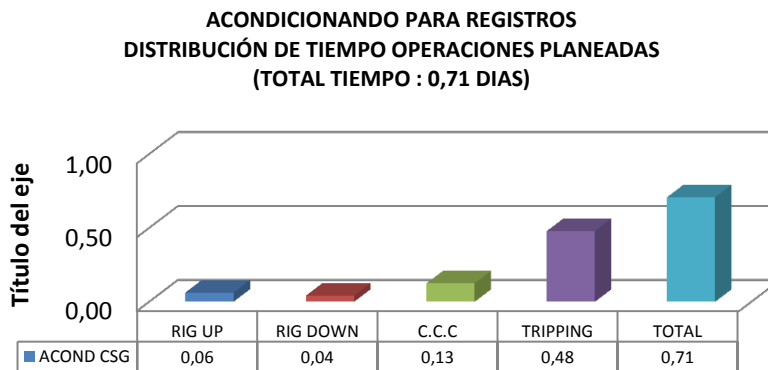 ACONDICIONANDO PARA REGISTROS
DISTRIBUCIÓN DE TIEMPO OPERACIONES PLANEADAS
(TOTAL TIEMPO : 0,71 DIAS)
Título del eje
1,00
0,50
0,00
RIG UP RIG DOWN C.C.C TRIPPING TOTAL
ACOND CSG 0,06 0,04 0,13 0,48 0,71